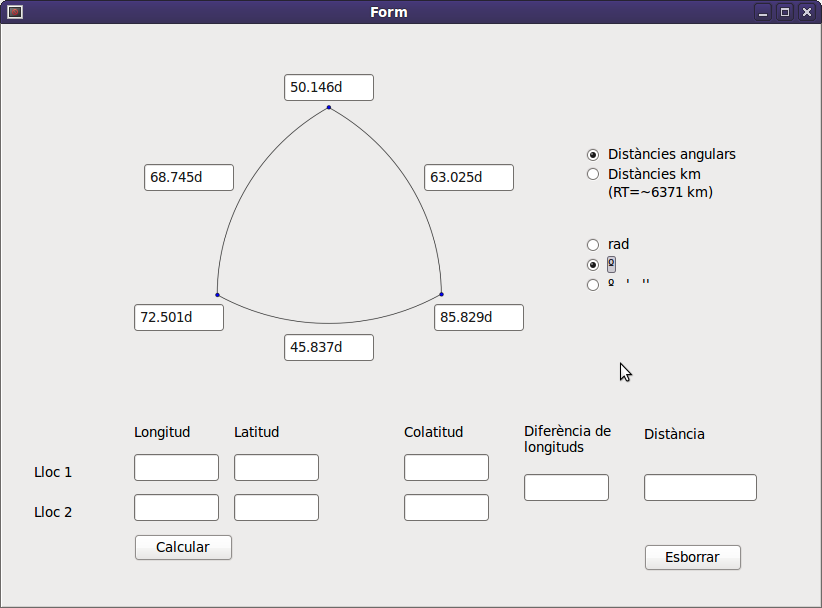 Form
50.146d
68.745d
63.025d
72.501d
85.829d
45.837d
Distàncies angulars
Distàncies km
(RT=~6371 km)
rad
º
º ' "
Longitud
Latitud
Colatitud
Diferència de
longituds
Distància
Lloc 1
Lloc 2
Calcular
Esborrar